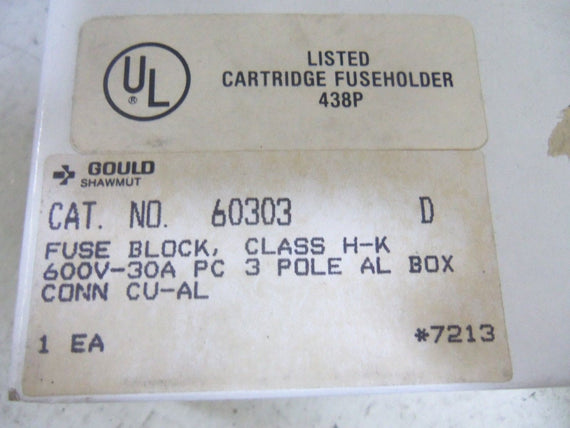 UL
®
LISTED
CARTRIDGE FUSEHOLDER
438P
GOULD
SHAWMUT
CAT. NO. 60303 D
FUSE BLOCK, CLASS H-K
600V-30A PC 3 POLE AL BOX
CONN CU-AL
1 EA #7213